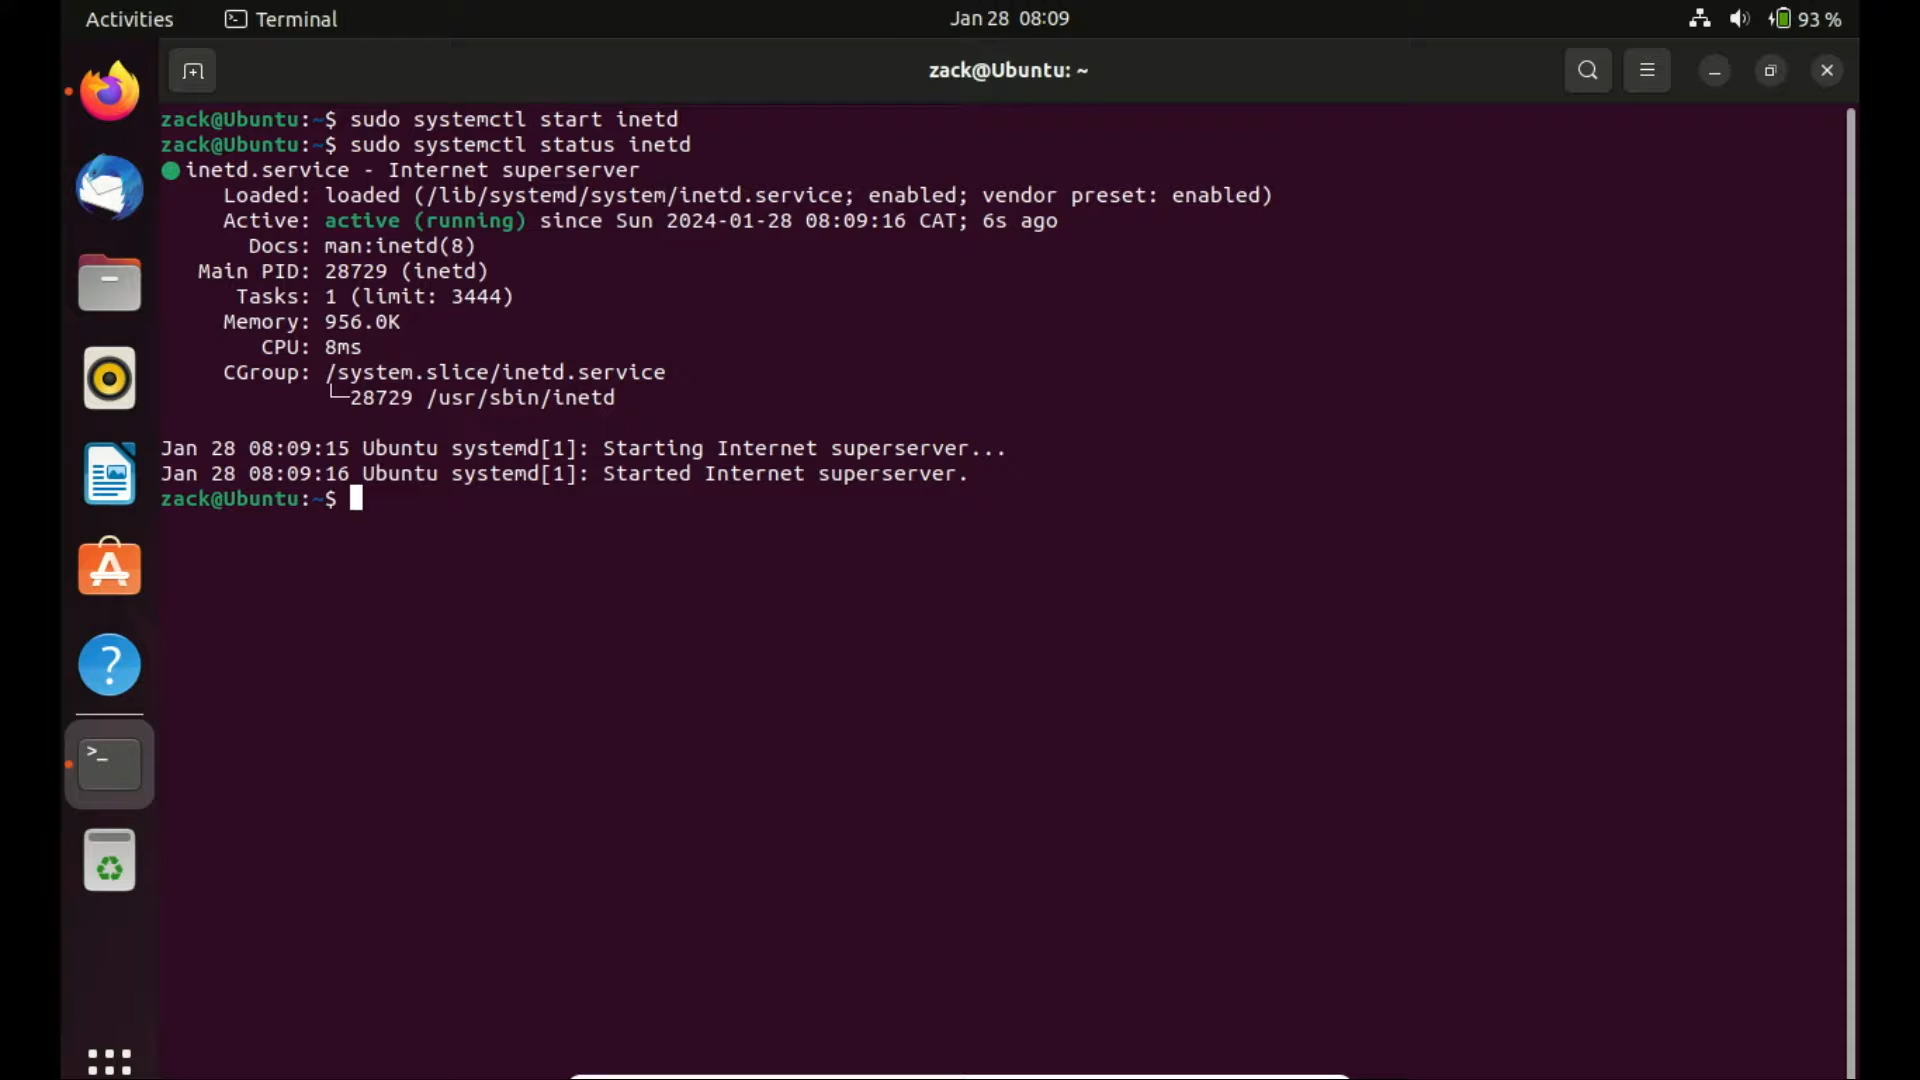 Activities Terminal Jan 28 08:09 93 %
zack@Ubuntu: ~
zack@Ubuntu:~$ sudo systemctl start inetd
zack@Ubuntu:~$ sudo systemctl status inetd
inetd.service - Internet superserver
Loaded: loaded (/lib/systemd/system/inetd.service; enabled; vendor preset: enabled)
Active: active (running) since Sun 2024-01-28 08:09:16 CAT; 6s ago
Docs: man:inetd(8)
Main PID: 28729 (inetd)
Tasks: 1 (limit: 3444)
Memory: 956.0K
CPU: 8ms
CGroup: /system.slice/inetd.service
└─28729 /usr/sbin/inetd
Jan 28 08:09:15 Ubuntu systemd[1]: Starting Internet superserver...
Jan 28 08:09:16 Ubuntu systemd[1]: Started Internet superserver.
zack@Ubuntu:~$